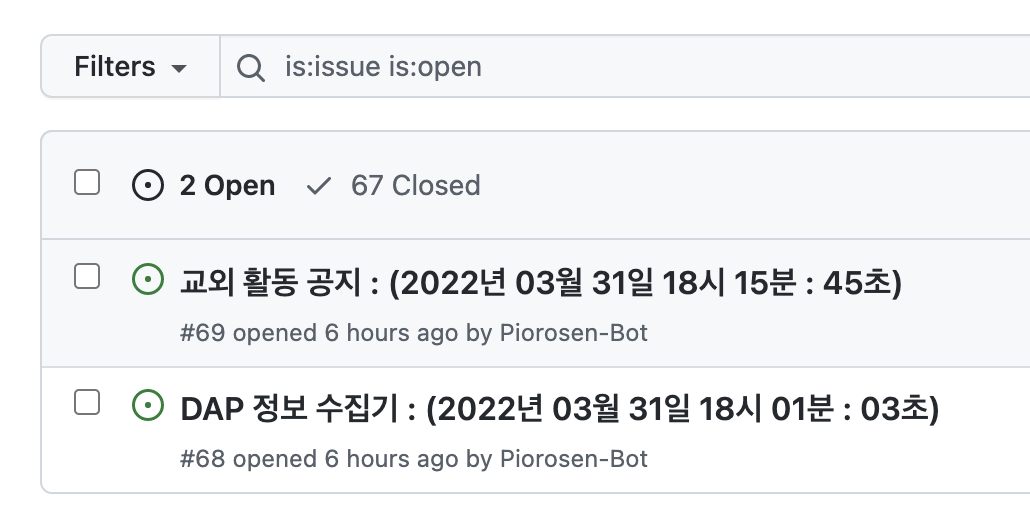 Filters is:issue is:open
2 Open 67 Closed
교외 활동 공지 : (2022년 03월 31일 18시 15분 : 45초)
#69 opened 6 hours ago by Piorosen-Bot
DAP 정보 수집기 : (2022년 03월 31일 18시 01분 : 03초)
#68 opened 6 hours ago by Piorosen-Bot